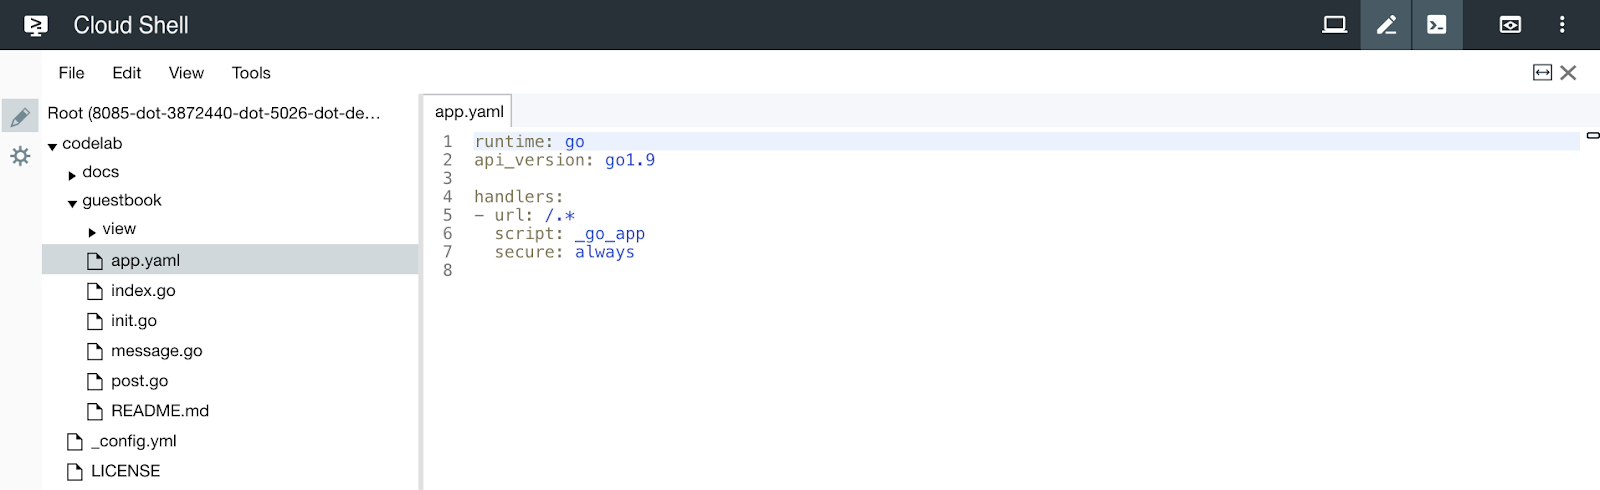 Cloud Shell
File Edit View Tools
Root (8085-dot-3872440-dot-5026-dot-de...
codelab
docs
guestbook
view
app.yaml
index.go
init.go
message.go
post.go
README.md
_config.yml
LICENSE
app.yaml
1 runtime: go
2 api_version: go1.9
3
4 handlers:
5 - url: /.*
6   script: _go_app
7   secure: always
8